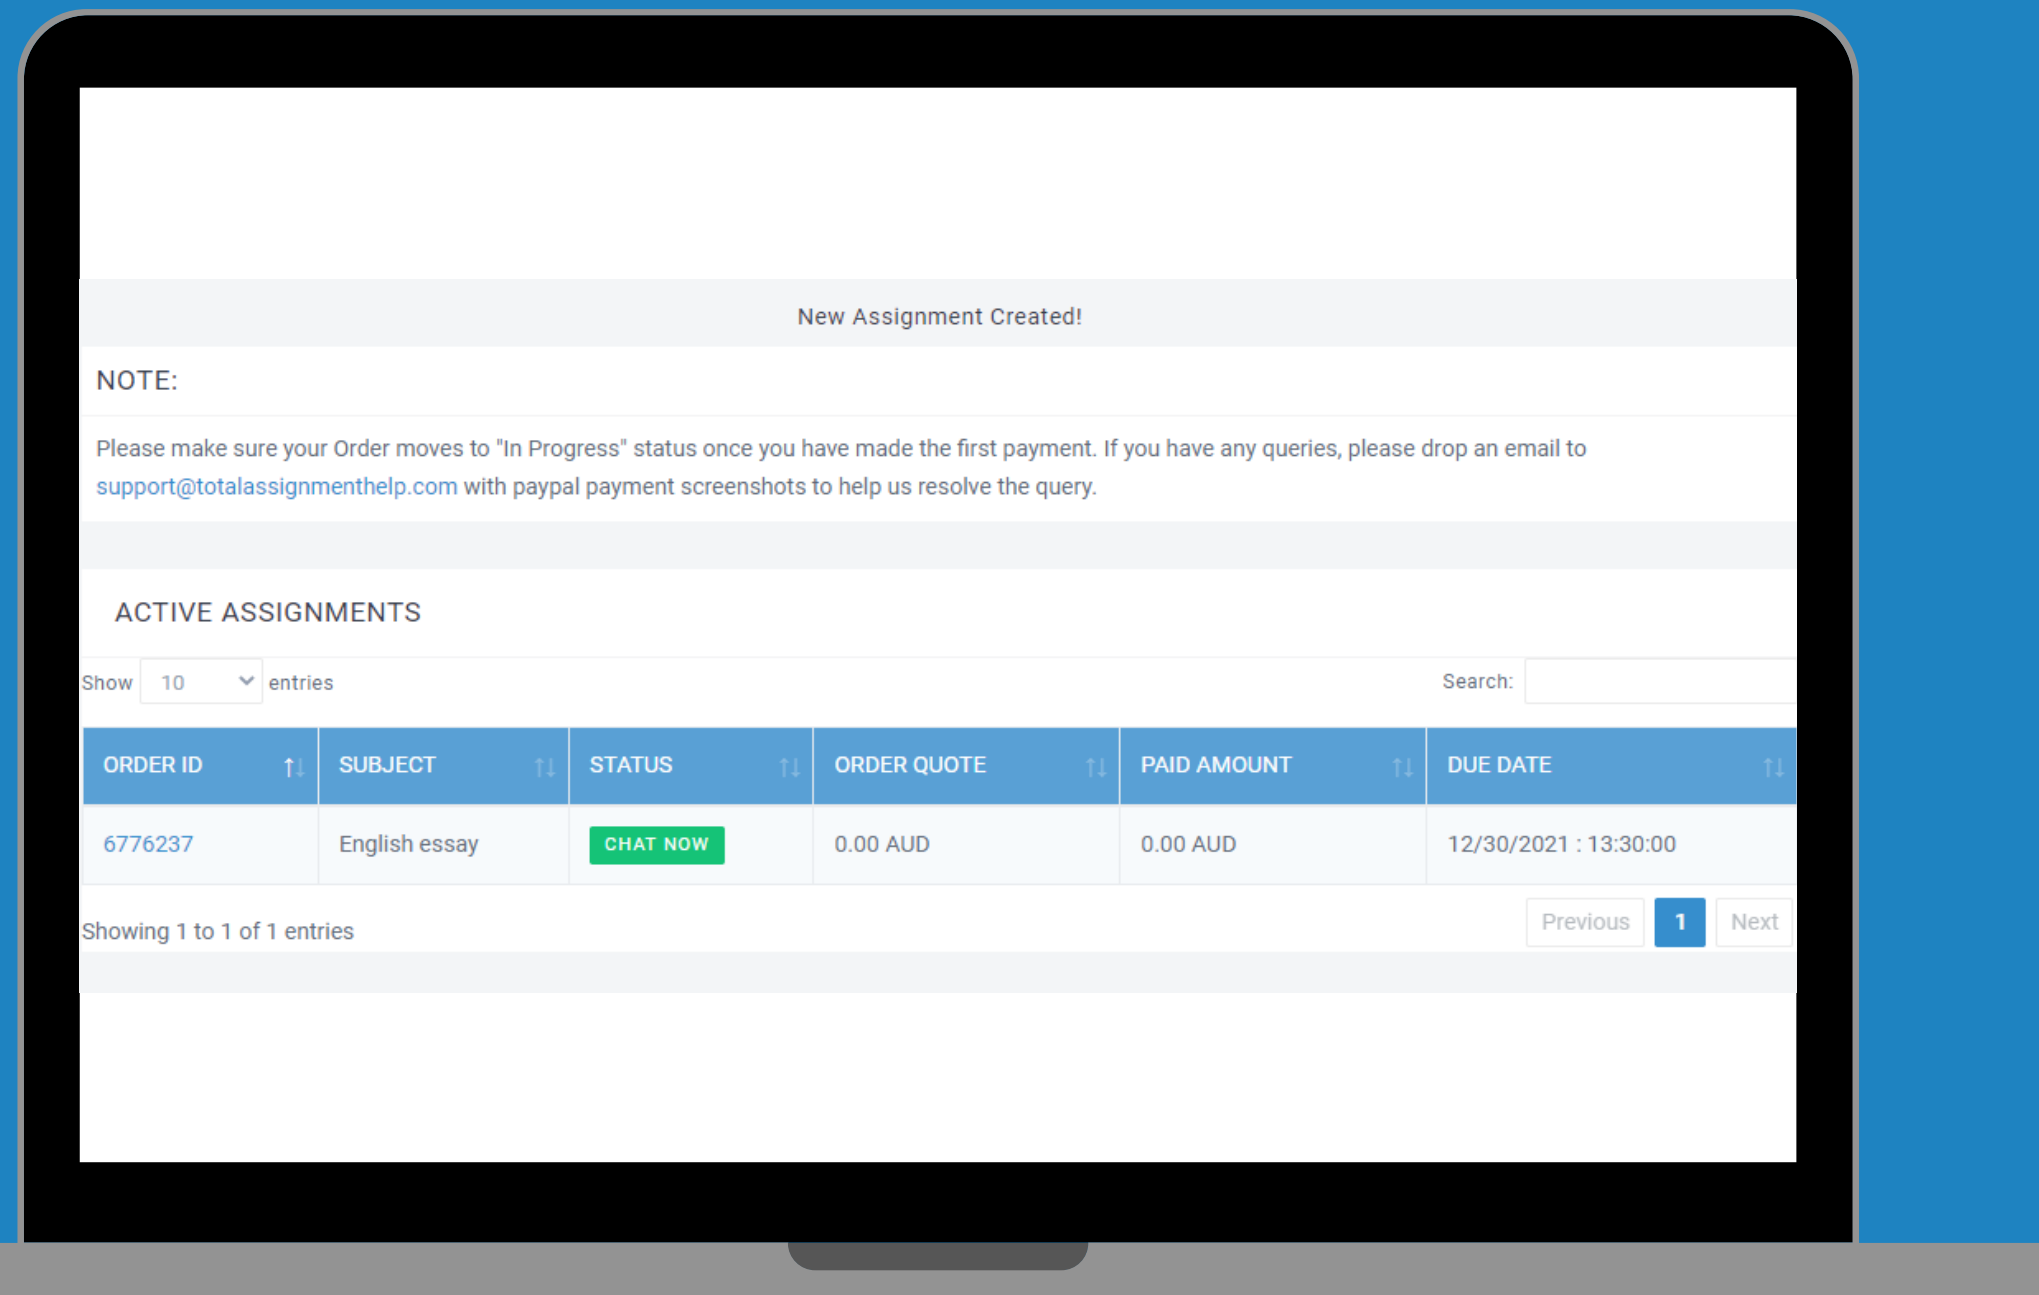 New Assignment Created!
NOTE:
Please make sure your Order moves to "In Progress" status once you have made the first payment. If you have any queries, please drop an email to
support@totalassignmenthelp.com with paypal payment screenshots to help us resolve the query.
ACTIVE ASSIGNMENTS
Show 10 entries Search:
ORDER ID SUBJECT STATUS ORDER QUOTE PAID AMOUNT DUE DATE
6776237 English essay CHAT NOW 0.00 AUD 0.00 AUD 12/30/2021 : 13:30:00
Showing 1 to 1 of 1 entries Previous 1 Next